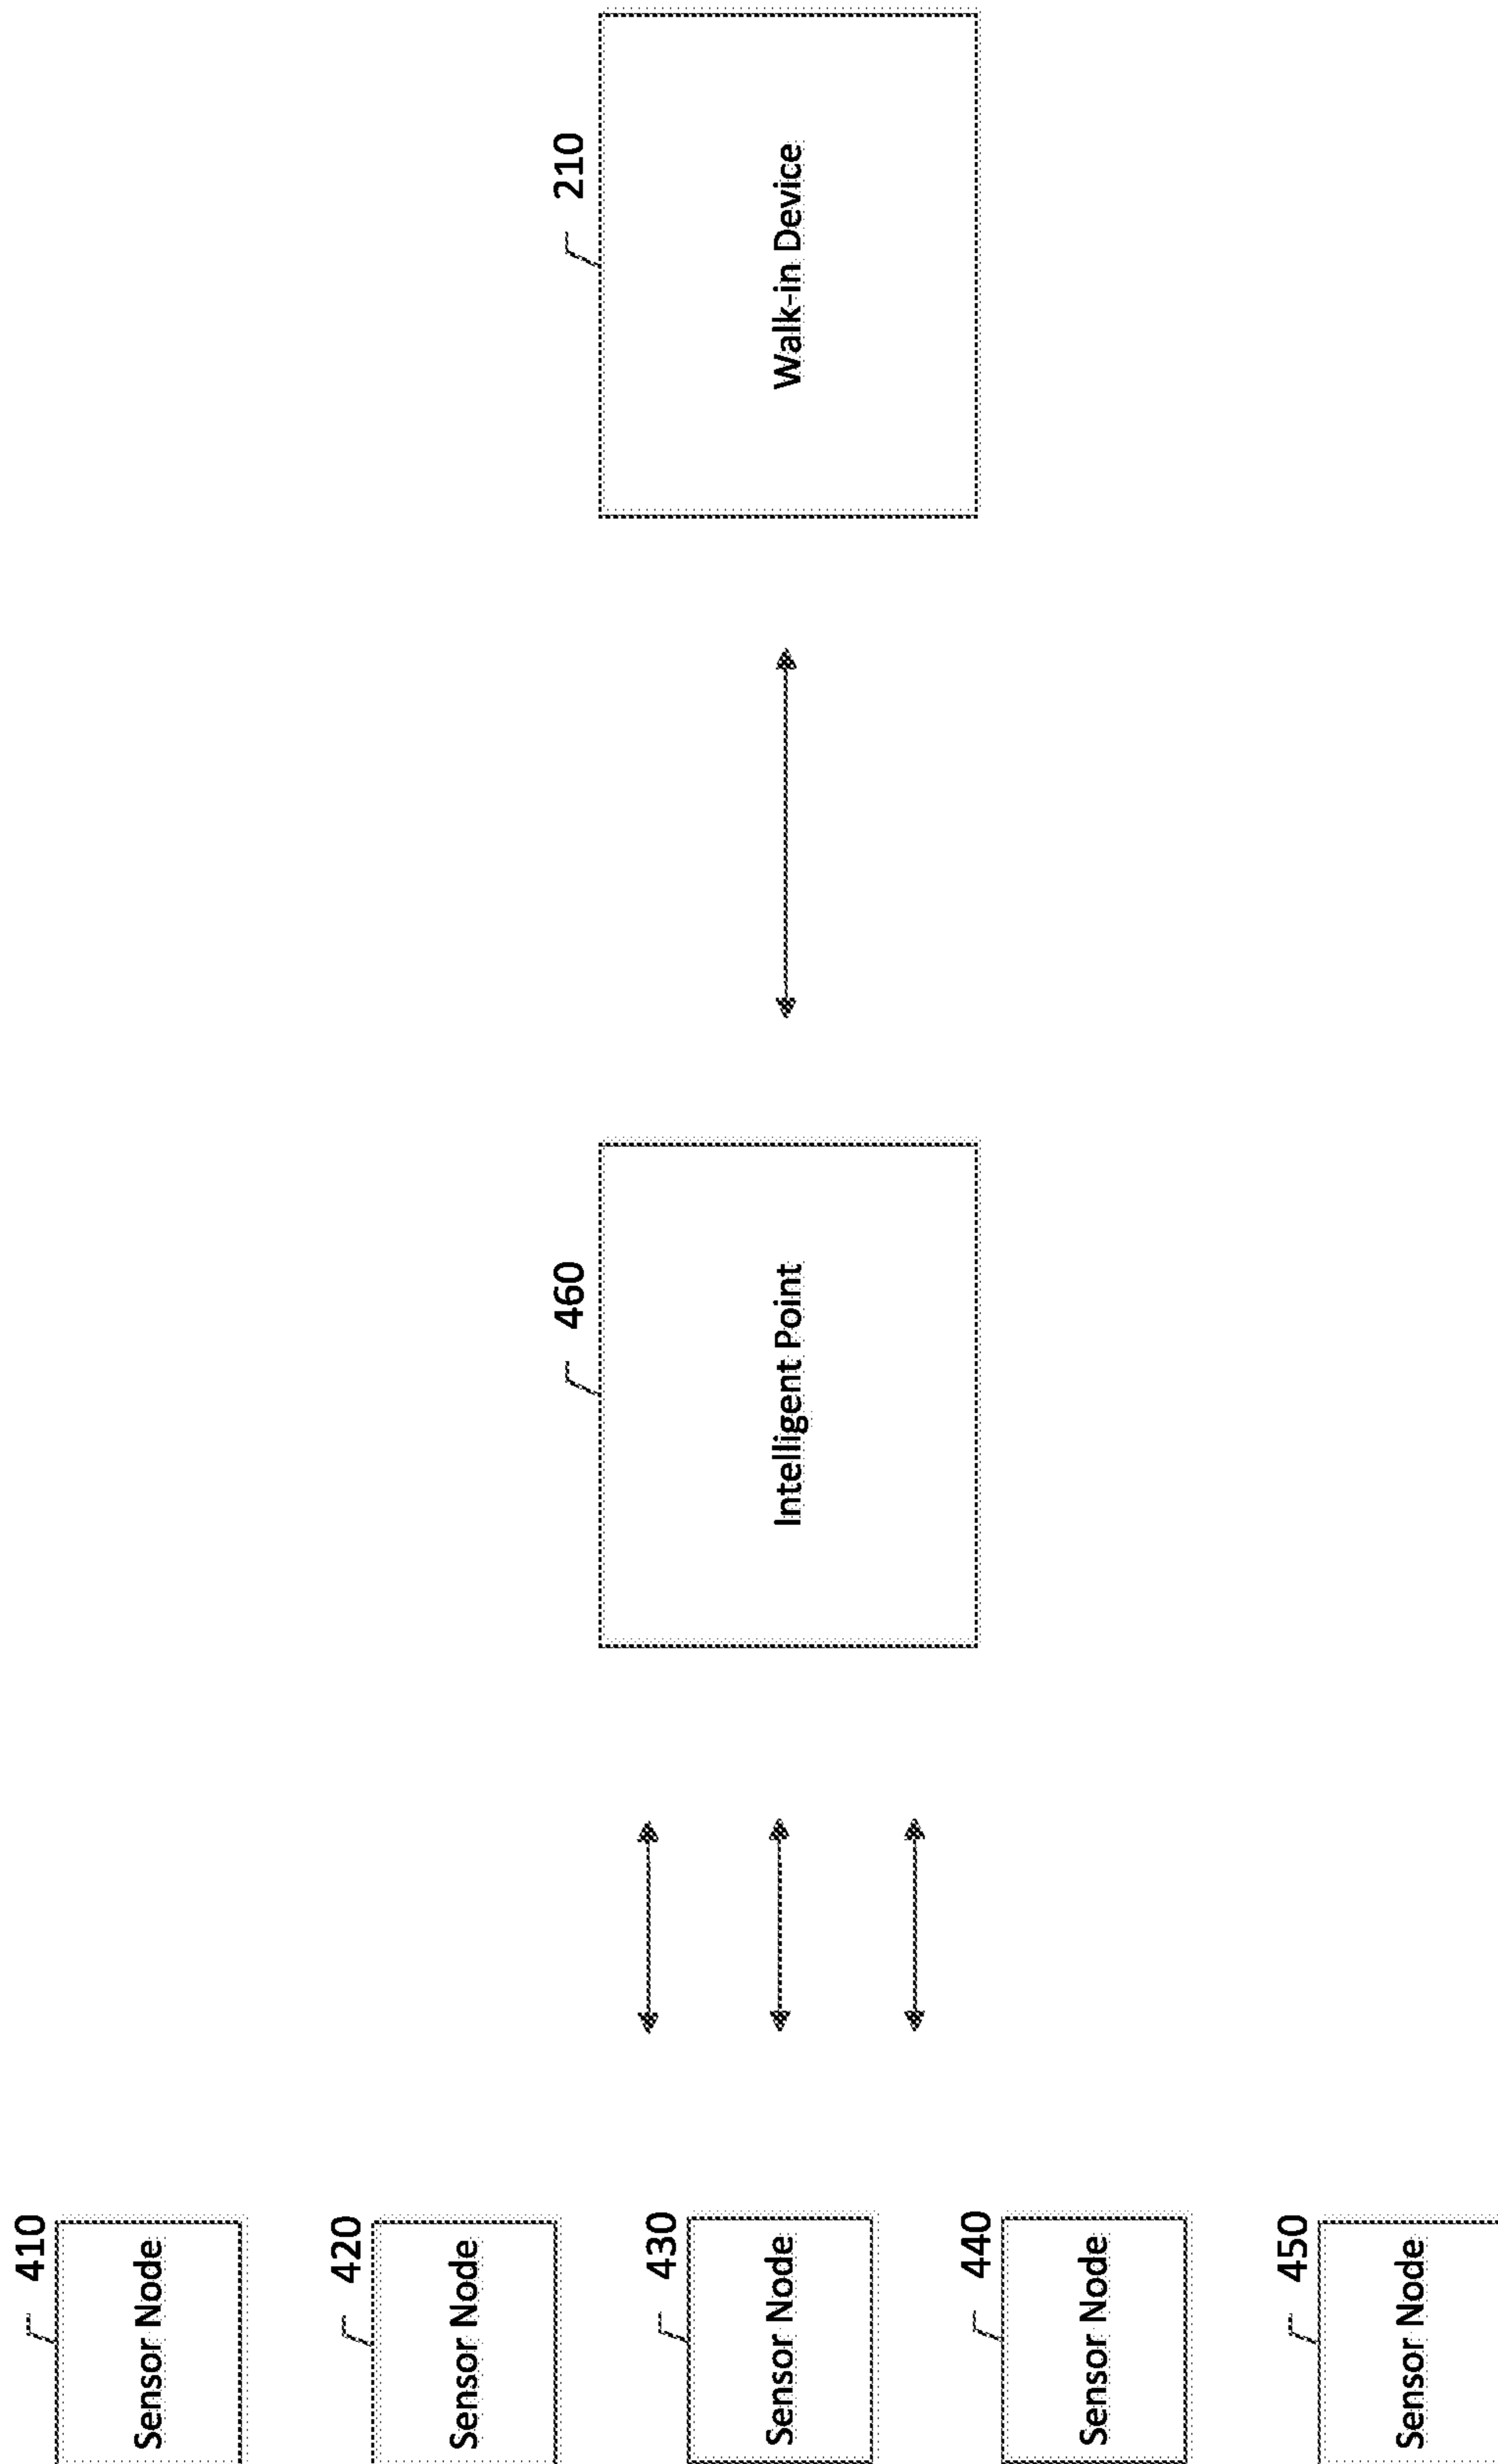 410
Sensor Node
420
Sensor Node
430
Sensor Node
440
Sensor Node
450
Sensor Node
460
Intelligent Point
210
Walk-in Device